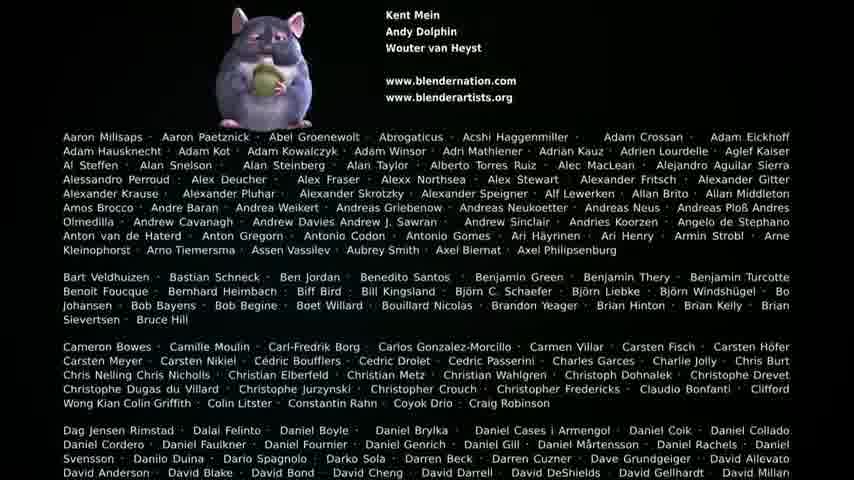 Kent Mein
Andy Dolphin
Wouter van Heyst
www.blendernation.com
www.blenderartists.org
Aaron Milisaps · Aaron Paetznick · Abel Groenewolt · Abrogaticus · Acshi Haggenmiller · Adam Crossan · Adam Eickhoff
Adam Hausknecht · Adam Kot · Adam Kowalczyk · Adam Winsor · Adri Mathiener · Adrian Kauz · Adrien Lourdelle · Aglef Kaiser
Al Steffen · Alan Snelson · Alan Steinberg · Alan Taylor · Alberto Torres Ruiz · Alec MacLean · Alejandro Aguilar Sierra
Alessandro Perroud · Alex Deucher · Alex Fraser · Alexx Northsea · Alex Stewart · Alexander Fritsch · Alexander Gitter
Alexander Krause · Alexander Pluhar · Alexander Skrotzky · Alexander Speigner · Alf Lewerken · Allan Brito · Allan Middleton
Amos Brocco · Andre Baran · Andrea Weikert · Andreas Griebenow · Andreas Neukoetter · Andreas Neus · Andreas Ploß Andres
Olmedilla · Andrew Cavanagh · Andrew Davies Andrew J. Sawran · Andrew Sinclair · Andries Koorzen · Angelo de Stephano
Anton van de Haterd · Anton Gregorn · Antonio Codon · Antonio Gomes · Ari Häyrinen · Ari Henry · Armin Strobl · Arne
Kleinophorst · Arno Tiemersma · Assen Vassilev · Aubrey Smith · Axel Biernat · Axel Philipsenburg
Bart Veldhuizen · Bastian Schneck · Ben Jordan · Benedito Santos · Benjamin Green · Benjamin Thery · Benjamin Turcotte
Benoit Foucque · Bernhard Heimbach · Biff Bird · Bill Kingsland · Björn C. Schaefer · Björn Liebke · Björn Windshügel · Bo
Johansen · Bob Bayens · Bob Begine · Boet Willard · Bouillard Nicolas · Brandon Yeager · Brian Hinton · Brian Kelly · Brian
Sievertsen · Bruce Hill
Cameron Bowes · Camille Moulin · Carl-Fredrik Borg · Carlos Gonzalez-Morcillo · Carmen Villar · Carsten Fisch · Carsten Höfer
Carsten Meyer · Carsten Nikiel · Cédric Boufflers · Cedric Drolet · Cedric Passerini · Charles Garces · Charlie Jolly · Chris Burt
Chris Nelling Chris Nicholls · Christian Elberfeld · Christian Metz · Christian Wahlgren · Christoph Dohnalek · Christophe Drevet
Christophe Dugas du Villard · Christophe Jurzynski · Christopher Crouch · Christopher Fredericks · Claudio Bonfanti · Clifford
Wong Kian Colin Griffith · Colin Litster · Constantin Rahn · Coyok Drio · Craig Robinson
Dag Jensen Rimstad · Dalai Felinto · Daniel Boyle · Daniel Brylka · Daniel Cases i Armengol · Daniel Coik · Daniel Collado
Daniel Cordero · Daniel Faulkner · Daniel Fournier · Daniel Genrich · Daniel Giil · Daniel Mårtensson · Daniel Rachels · Daniel
Svensson · Danilo Duina · Dario Spagnolo · Darko Sola · Darren Beck · Darren Cuzner · Dave Grundgeiger · David Allevato
David Anderson · David Blake · David Bond · David Cheng · David Darrell · David DeShields · David Gellhardt · David Millan